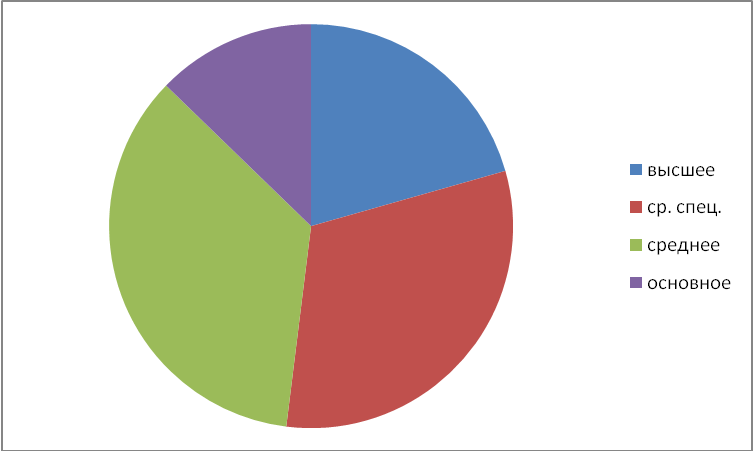 высшее
ср. спец.
среднее
основное